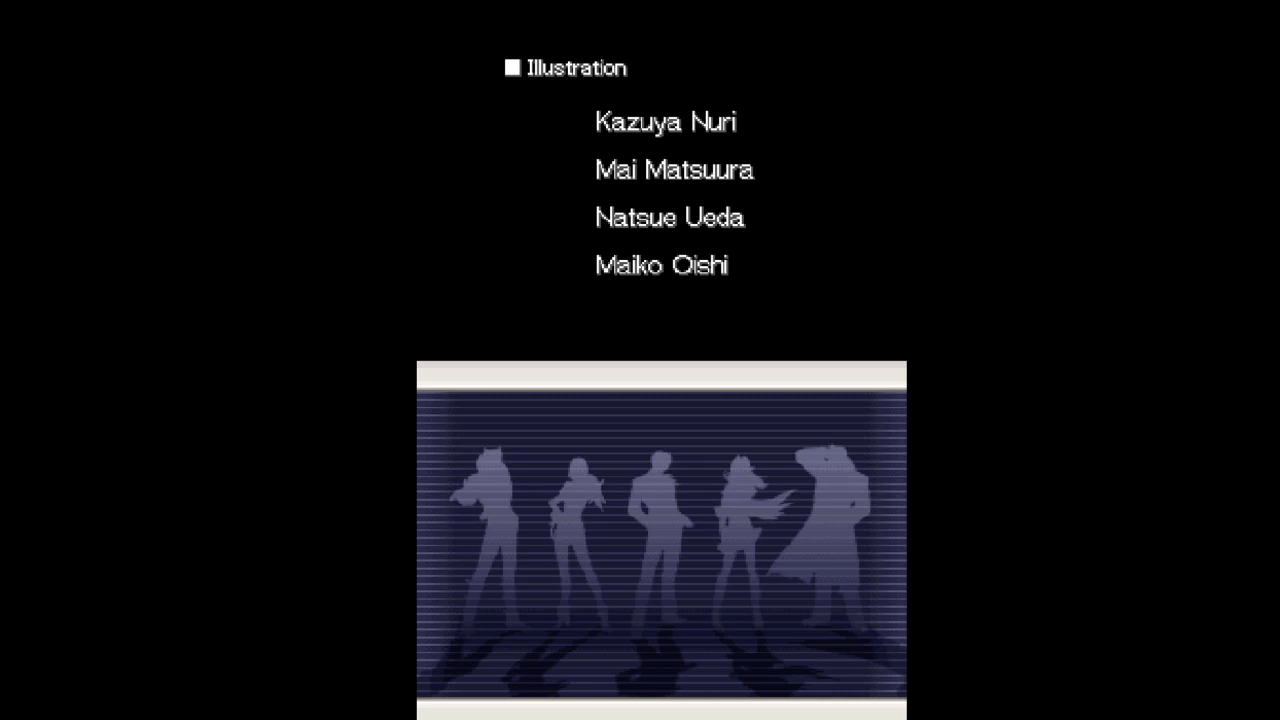 ■ Illustration
Kazuya Nuri
Mai Matsuura
Natsue Ueda
Maiko Oishi